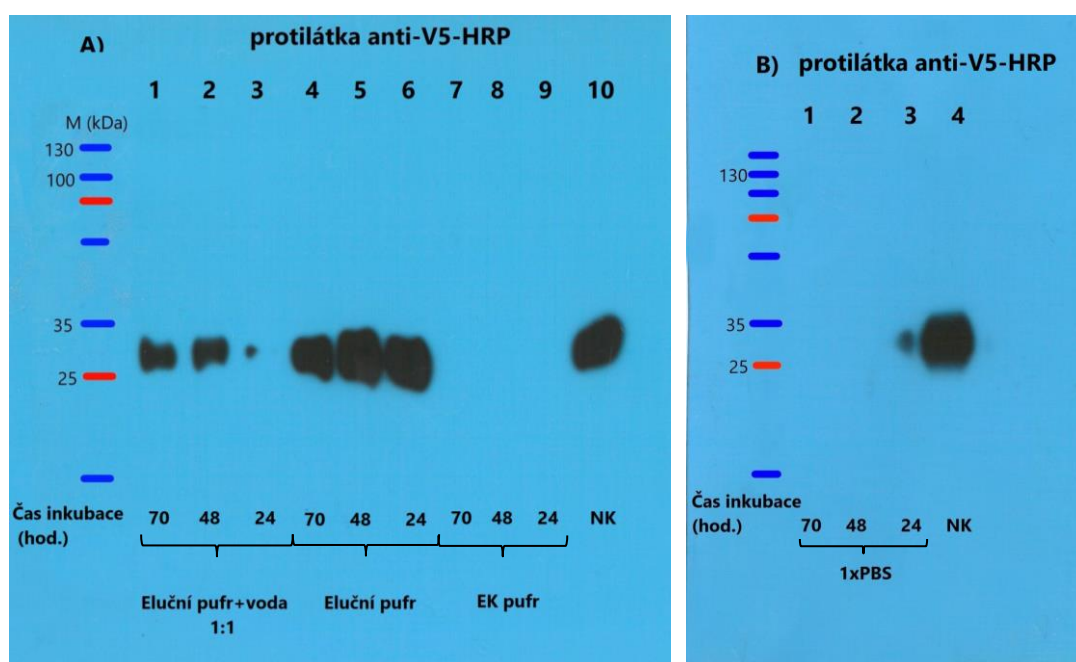 A)
protilátka anti-V5-HRP
1 2 3 4 5 6 7 8 9 10
M (kDa)
130
100
35
25
Čas inkubace
(hod.)
70 48 24 70 48 24 70 48 24 NK
Eluční pufr+voda
1:1
Eluční pufr
EK pufr
B) protilátka anti-V5-HRP
1 2 3 4
130
35
25
Čas inkubace
(hod.)
70 48 24 NK
1xPBS